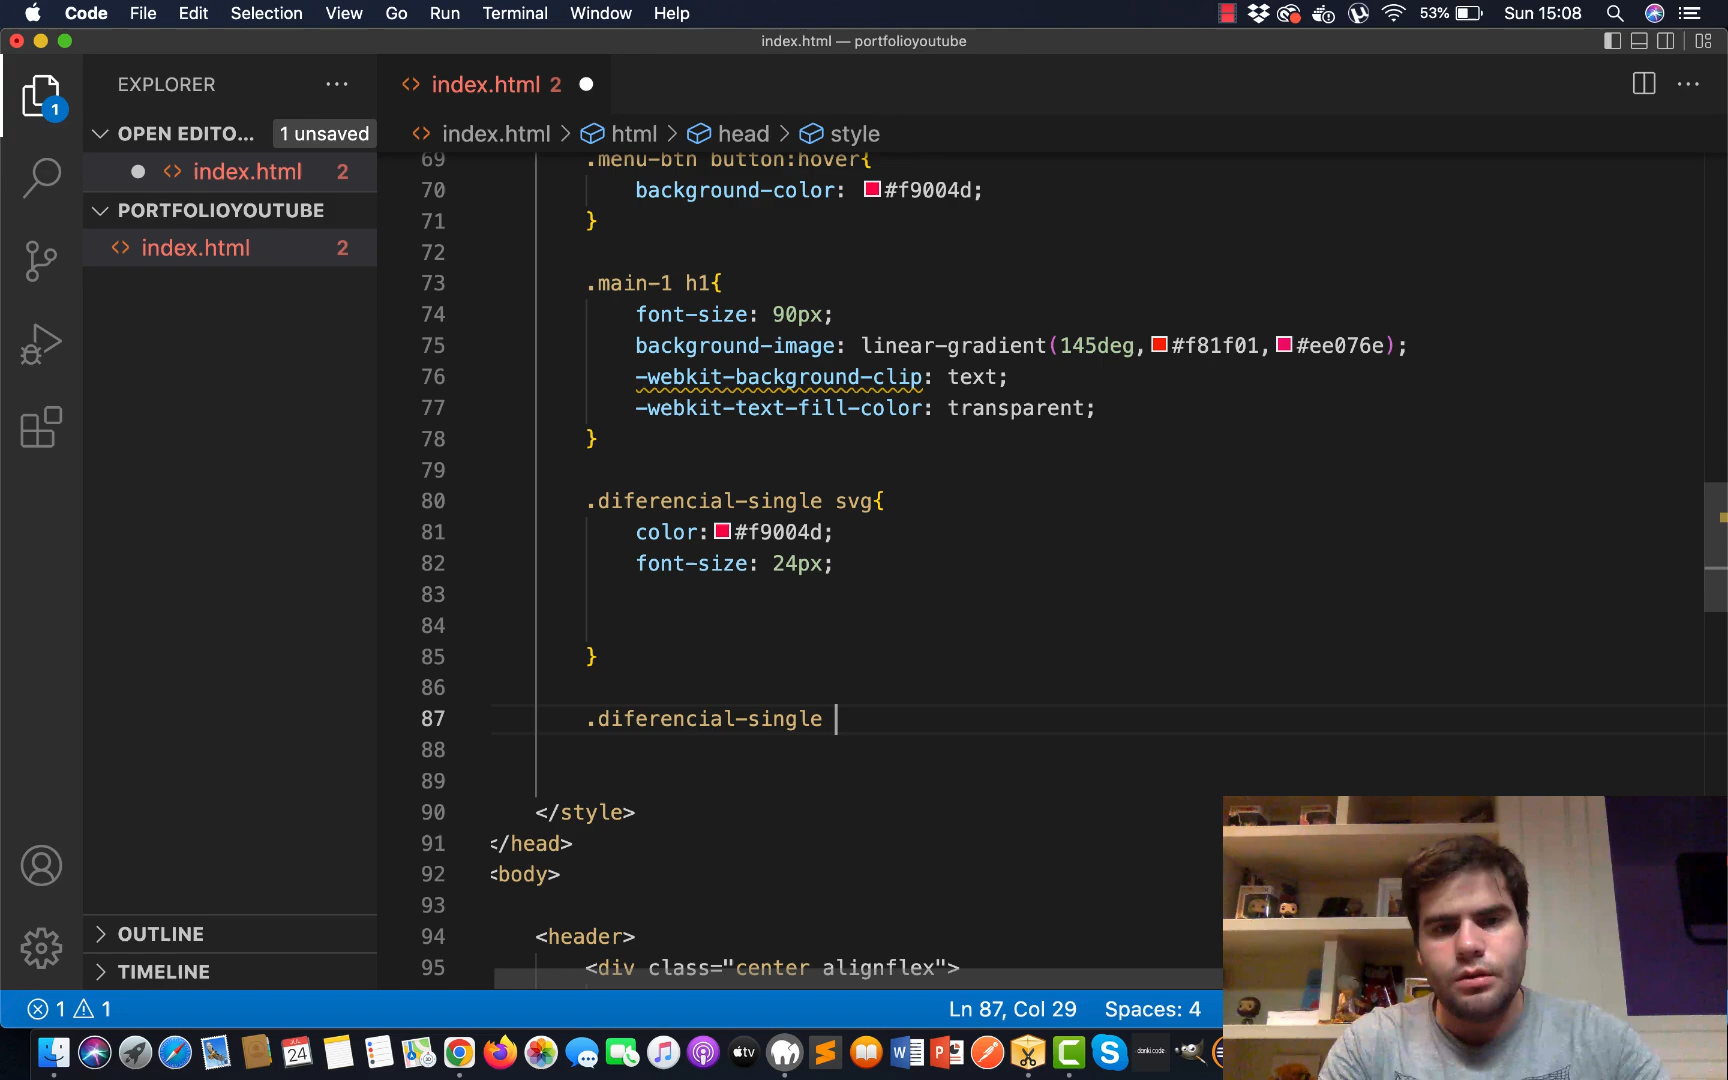 Code File Edit Selection View Go Run Terminal Window Help 53% Sun 15:08
index.html — portfolioyoutube
EXPLORER
index.html 2
OPEN EDITO... 1 unsaved
index.html > html > head > style
index.html 2
PORTFOLIOYOUTUBE
index.html 2
69 .menu-btn button:hover{
70 background-color: #f9004d;
71 }
72
73 .main-1 h1{
74 font-size: 90px;
75 background-image: linear-gradient(145deg,#f81f01,#ee076e);
76 -webkit-background-clip: text;
77 -webkit-text-fill-color: transparent;
78 }
79
80 .diferencial-single svg{
81 color:#f9004d;
82 font-size: 24px;
83
84
85 }
86
87 .diferencial-single
88
89
90 </style>
91 </head>
92 <body>
93
94 <header>
95 <div class="center alignflex">
1
OUTLINE
TIMELINE
1 1 Ln 87, Col 29 Spaces: 4
JUL 24 tv W P C S danki code